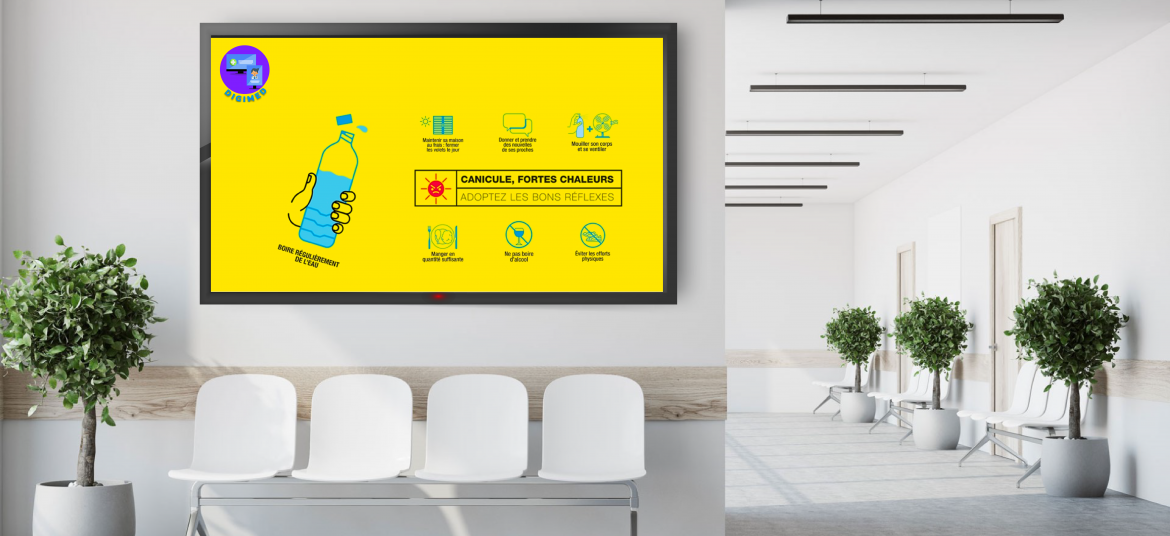 DIGIMED
Maintenir sa maison
au frais : fermer
les volets le jour
Donner et prendre
des nouvelles
de ses proches
Mouiller son corps
et se ventiler
CANICULE, FORTES CHALEURS
ADOPTEZ LES BONS RÉFLEXES
BOIRE RÉGULIÈREMENT
DE L'EAU
Manger en
quantité suffisante
Ne pas boire
d'alcool
Éviter les efforts
physiques